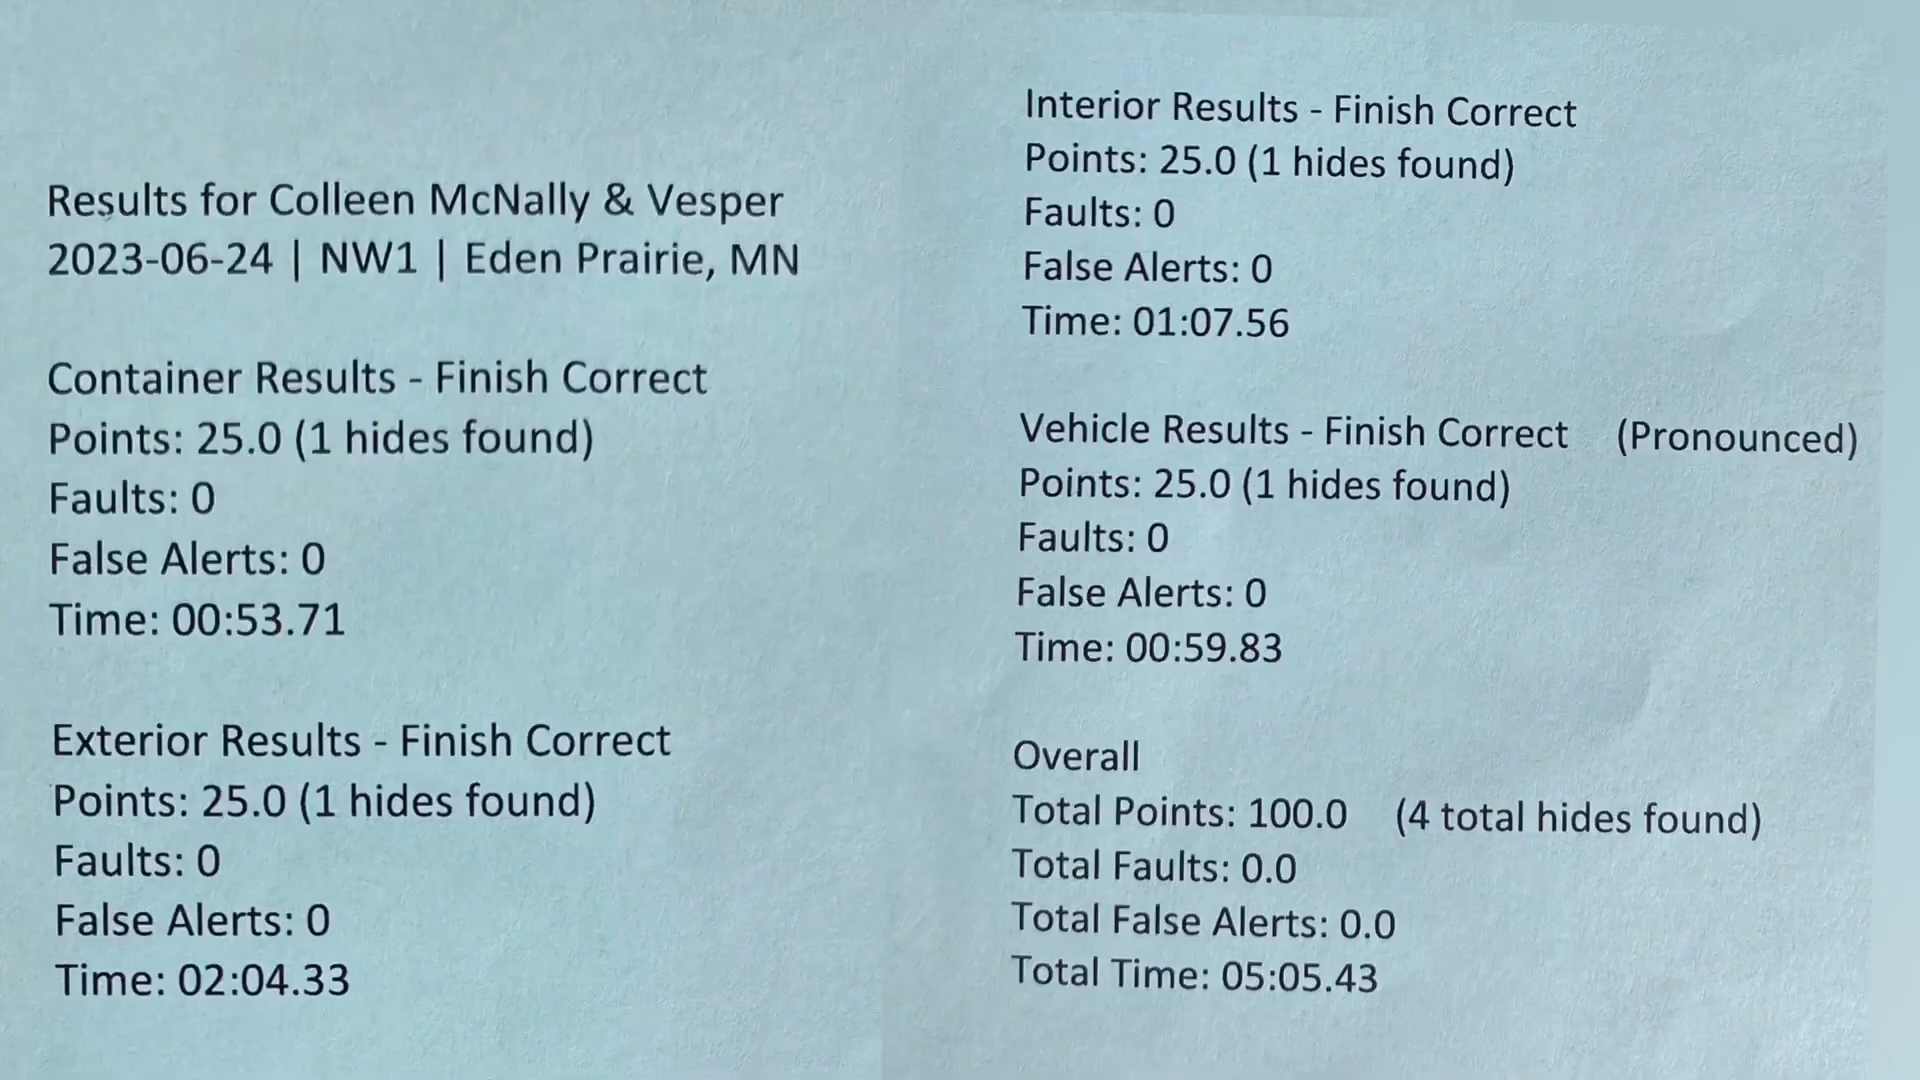 Results for Colleen McNally & Vesper
2023-06-24 | NW1 | Eden Prairie, MN
Container Results - Finish Correct
Points: 25.0 (1 hides found)
Faults: 0
False Alerts: 0
Time: 00:53.71
Exterior Results - Finish Correct
Points: 25.0 (1 hides found)
Faults: 0
False Alerts: 0
Time: 02:04.33
Interior Results - Finish Correct
Points: 25.0 (1 hides found)
Faults: 0
False Alerts: 0
Time: 01:07.56
Vehicle Results - Finish Correct (Pronounced)
Points: 25.0 (1 hides found)
Faults: 0
False Alerts: 0
Time: 00:59.83
Overall
Total Points: 100.0 (4 total hides found)
Total Faults: 0.0
Total False Alerts: 0.0
Total Time: 05:05.43